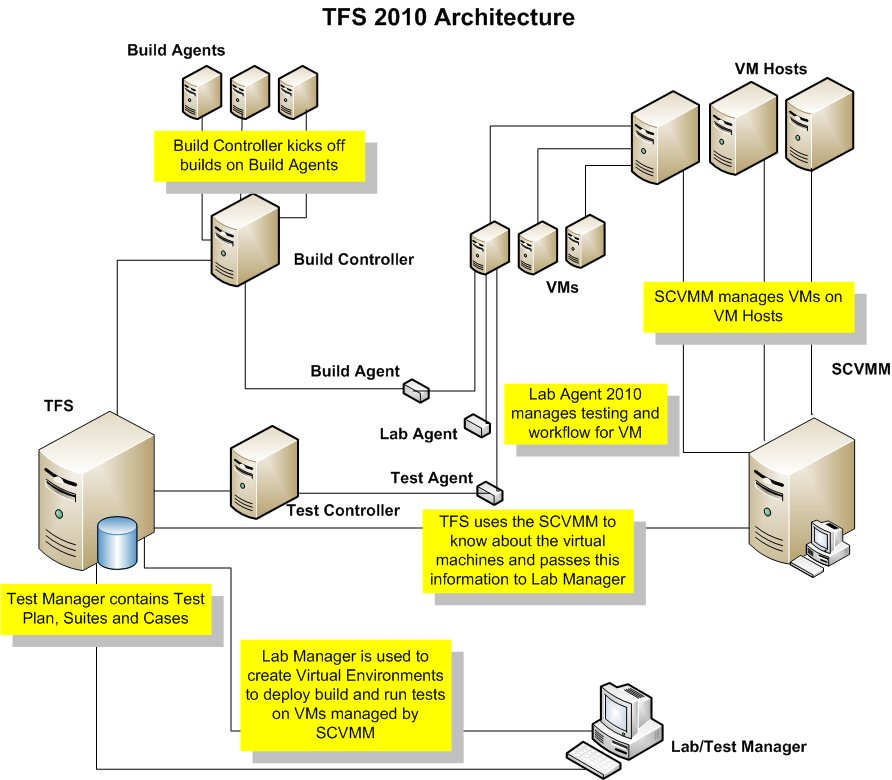 TFS 2010 Architecture
Build Agents
VM Hosts
Build Controller kicks off
builds on Build Agents
Build Controller
VMs
SCVMM manages VMs on
VM Hosts
SCVMM
Build Agent
Lab Agent 2010
manages testing and
workflow for VM
TFS
Lab Agent
Test Agent
Test Controller
TFS uses the SCVMM to
know about the virtual
machines and passes this
information to Lab Manager
Test Manager contains Test
Plan, Suites and Cases
Lab Manager is used to
create Virtual Environments
to deploy build and run tests
on VMs managed by
SCVMM
Lab/Test Manager